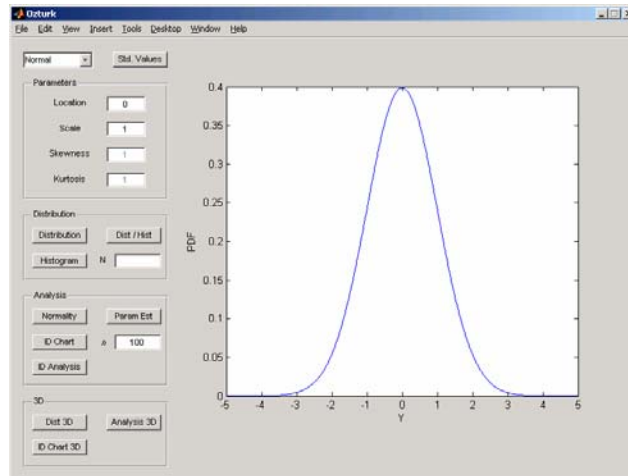 Ozturk
File Edit View Insert Tools Desktop Window Help
Normal Std. Values
Parameters
Location 0
Scale 1
Skewness 1
Kurtosis 1
Distribution
Distribution Dist / Hist
Histogram N
Analysis
Normality Param Est
ID Chart n 100
ID Analysis
3D
Dist 3D Analysis 3D
ID Chart 3D
0.4
0.35
0.3
0.25
0.2
0.15
0.1
0.05
0
PDF
-5 -4 -3 -2 -1 0 1 2 3 4 5
Y